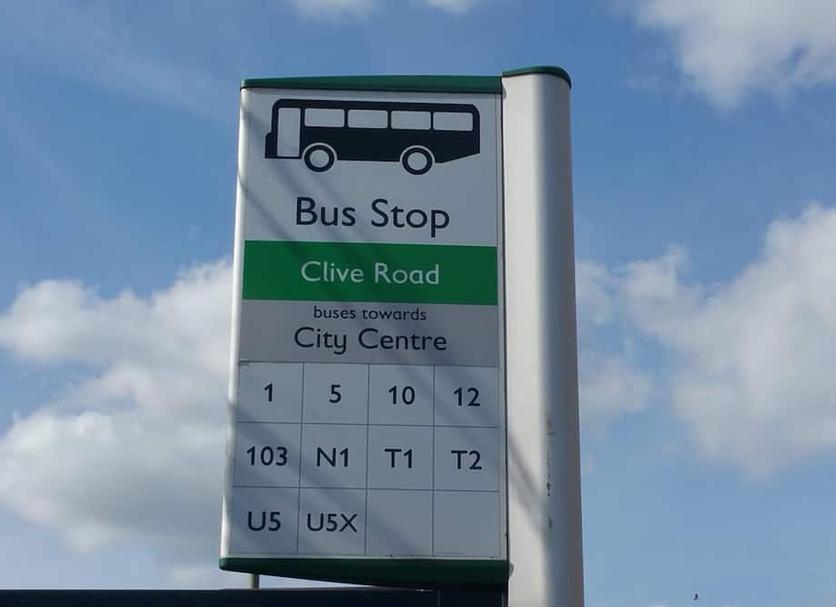 Bus Stop
Clive Road
buses towards
City Centre
1 5 10 12
103 N1 T1 T2
U5 U5X